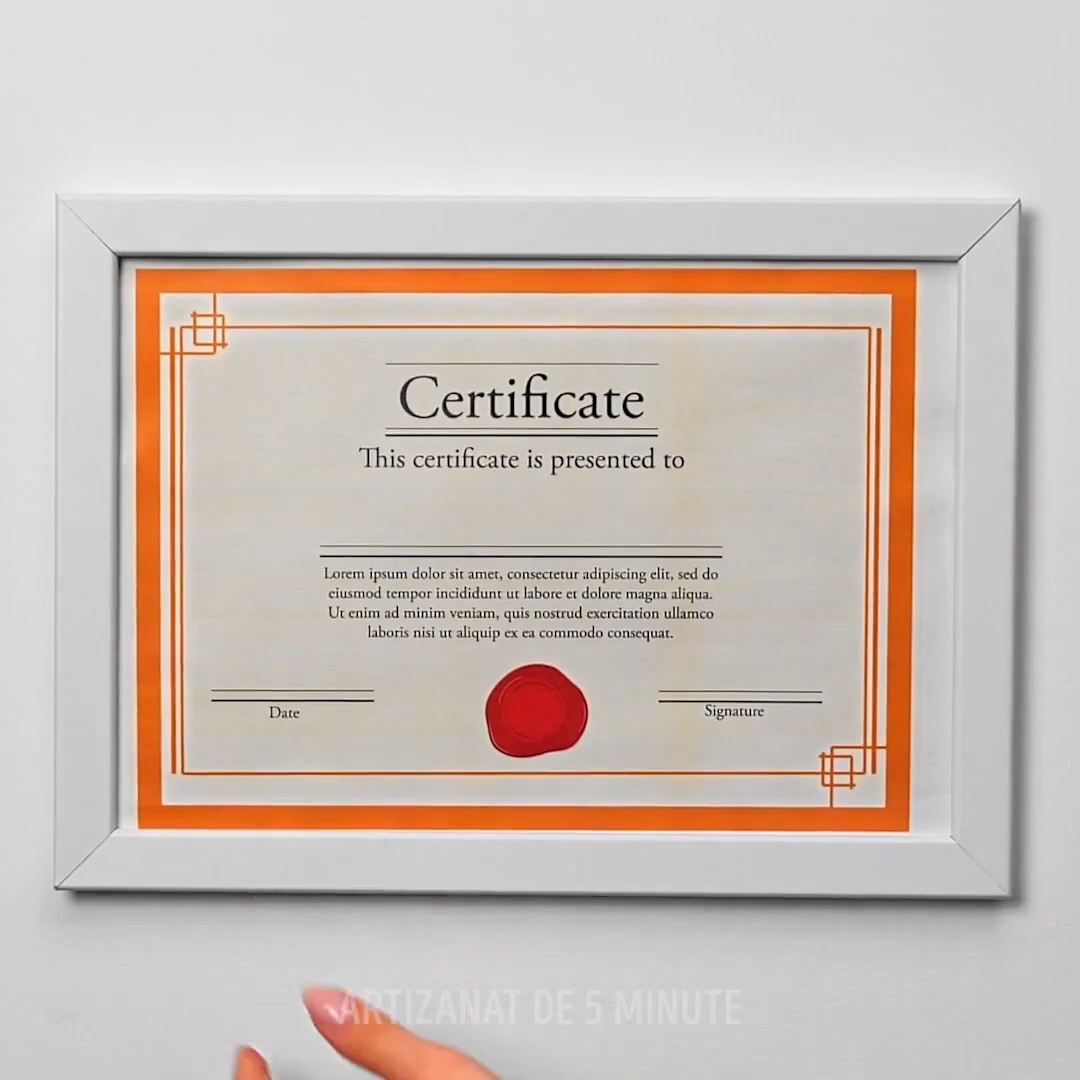 Certificate
This certificate is presented to
Lorem ipsum dolor sit amet, consectetur adipiscing elit, sed do
eiusmod tempor incididunt ut labore et dolore magna aliqua.
Ut enim ad minim veniam, quis nostrud exercitation ullamco
laboris nisi ut aliquip ex ea commodo consequat.
Date
Signature
ARTIZANAT DE 5 MINUTE